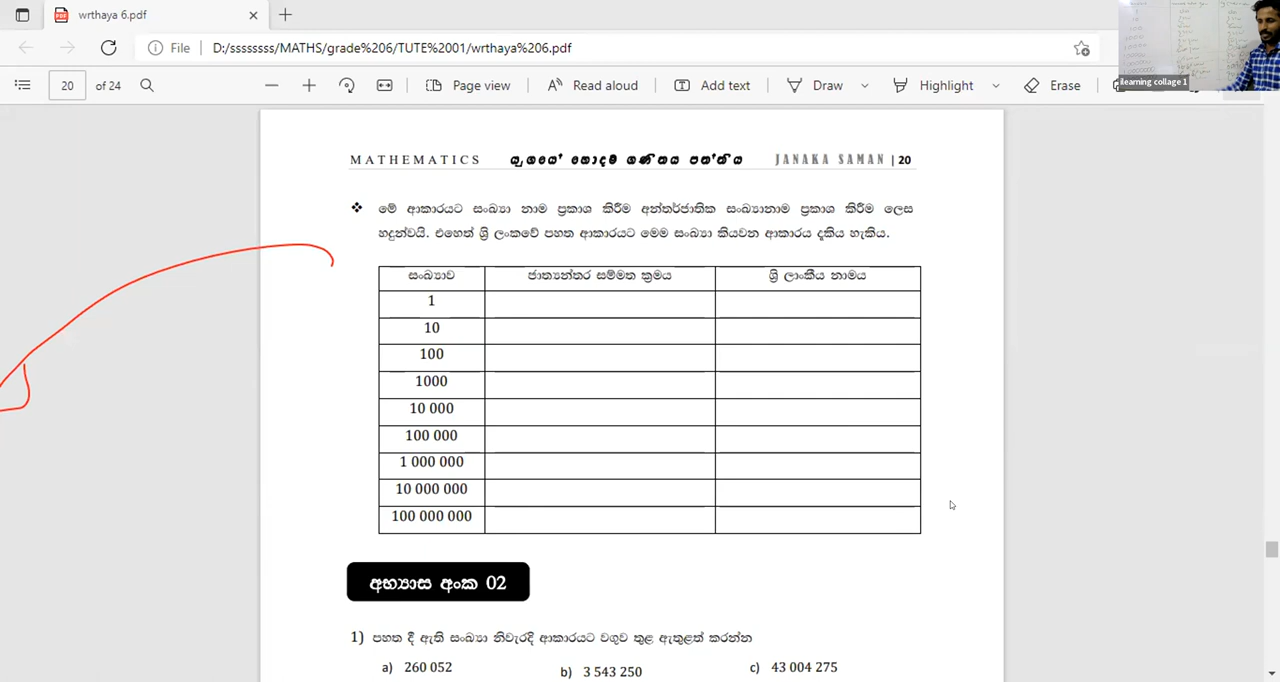 wrthaya 6.pdf
File D:/ssssssss/MATHS/grade%206/TUTE%2001/wrthaya%206.pdf
ilearning collage 1
20 of 24 Page view Read aloud Add text Draw Highlight Erase
MATHEMATICS JANAKA SAMAN | 20
❖ මේ ආකාරයට සංඛ්‍යා නාම ප්‍රකාශ කිරීම අන්තර්ජාතික සංඛ්‍යානාම ප්‍රකාශ කිරීම ලෙස
හඳුන්වයි. එහෙත් ශ්‍රි ලංකවේ පහත ආකාරයට මෙම සංඛ්‍යා කියවන ආකාරය දැකිය හැකිය.
සංඛ්‍යාව ජාත්‍යන්තර සම්මත ක්‍රමය ශ්‍රි ලාංකීය නාමය
1
10
100
1000
10 000
100 000
1 000 000
10 000 000
100 000 000
අභ්‍යාස අංක 02
1) පහත දී ඇති සංඛ්‍යා නිවැරදි ආකාරයට වගුව තුළ ඇතුළත් කරන්න
a) 260 052 b) 3 543 250 c) 43 004 275